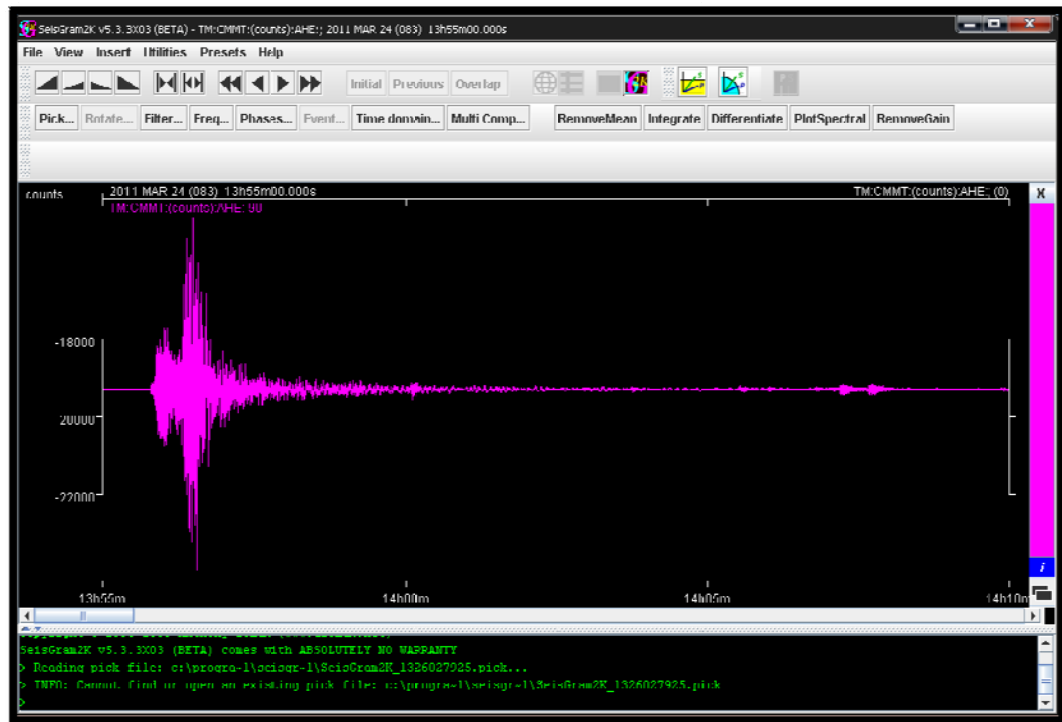 SeisGram2K v5.3.3X03 (BETA) - TM:CMMT:(counts):AHE:; 2011 MAR 24 (083) 13h55m00.000s
File View Insert Utilities Presets Help
Initial Previous Overlap
Pick... Rotate... Filter... Freq... Phases... Event... Time domain... Multi Comp... RemoveMean Integrate Differentiate PlotSpectral RemoveGain
counts 2011 MAR 24 (083) 13h55m00.000s TM:CMMT:(counts):AHE:, (0) X
TM:CMMT:(counts):AHE: 90
-18000
20000
-22000
i
13h55m 14h00m 14h05m 14h10m
SeisGram2K v5.3.3X03 (BETA) comes with ABSOLUTELY NO WARRANTY
> Reading pick file: c:\progra~1\seisgr~1\SeisGram2K_1326027925.pick...
> INFO: Cannot find or open an existing pick file: c:\progra~1\seisgr~1\SeisGram2K_1326027925.pick
>